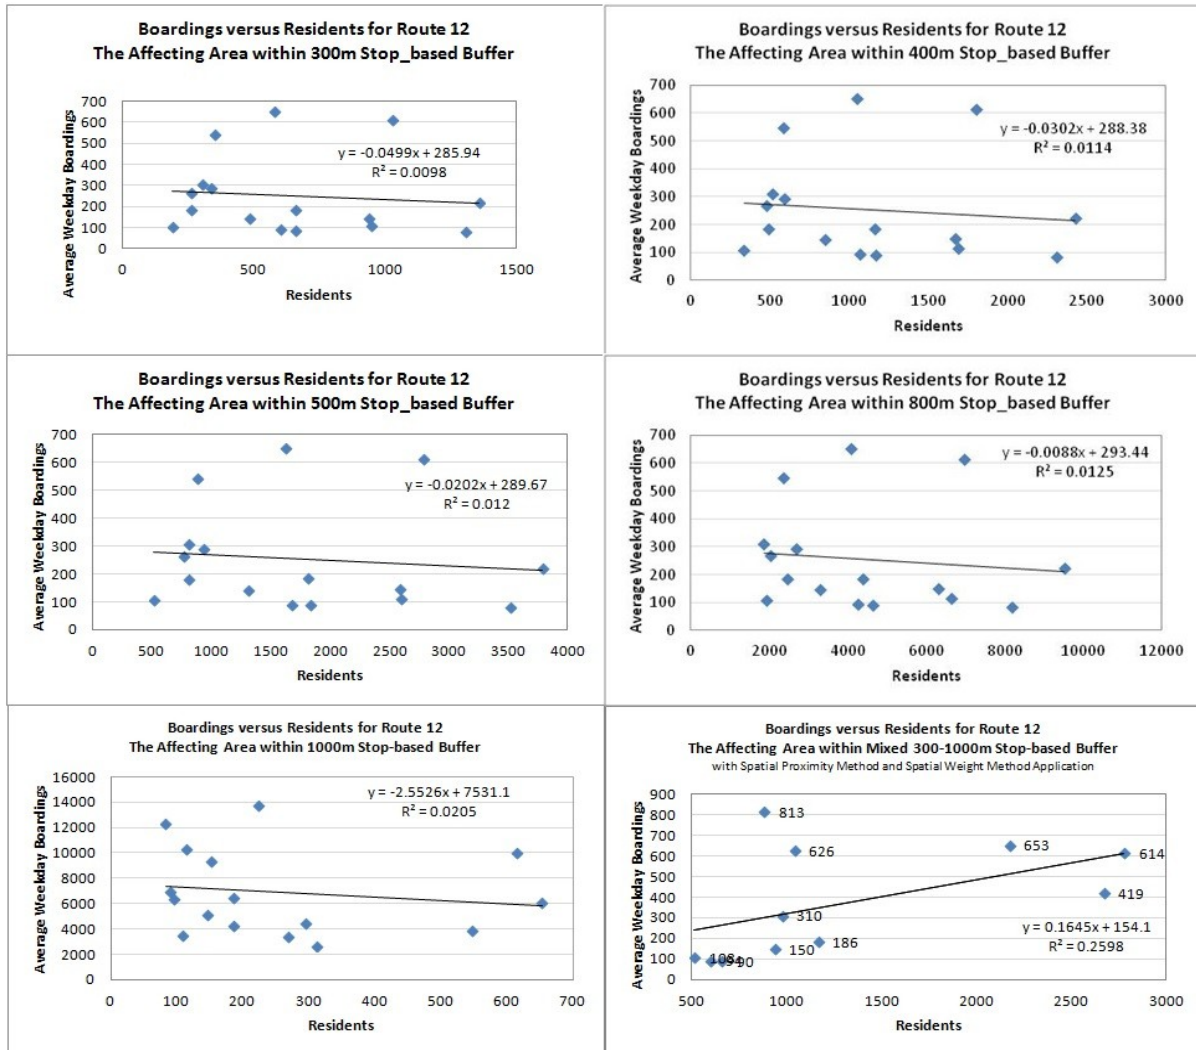 Boardings versus Residents for Route 12
The Affecting Area within 300m Stop_based Buffer
Average Weekday Boardings
700
600
500
400
300
200
100
0
y = -0.0499x + 285.94
R² = 0.0098
0 500 1000 1500
Residents
Boardings versus Residents for Route 12
The Affecting Area within 400m Stop_based Buffer
Average Weekday Boardings
700
600
500
400
300
200
100
0
y = -0.0302x + 288.38
R² = 0.0114
0 500 1000 1500 2000 2500 3000
Residents
Boardings versus Residents for Route 12
The Affecting Area within 500m Stop_based Buffer
Average Weekday Boardings
700
600
500
400
300
200
100
0
y = -0.0202x + 289.67
R² = 0.012
0 500 1000 1500 2000 2500 3000 3500 4000
Residents
Boardings versus Residents for Route 12
The Affecting Area within 800m Stop_based Buffer
Average Weekday Boardings
700
600
500
400
300
200
100
0
y = -0.0088x + 293.44
R² = 0.0125
0 2000 4000 6000 8000 10000 12000
Residents
Boardings versus Residents for Route 12
The Affecting Area within 1000m Stop-based Buffer
Average Weekday Boardings
16000
14000
12000
10000
8000
6000
4000
2000
0
y = -2.5526x + 7531.1
R² = 0.0205
0 100 200 300 400 500 600 700
Residents
Boardings versus Residents for Route 12
The Affecting Area within Mixed 300-1000m Stop-based Buffer
with Spatial Proximity Method and Spatial Weight Method Application
Average Weekday Boardings
900
800
700
600
500
400
300
200
100
0
813
626
653
614
419
310
186
150
90
y = 0.1645x + 154.1
R² = 0.2598
500 1000 1500 2000 2500 3000
Residents